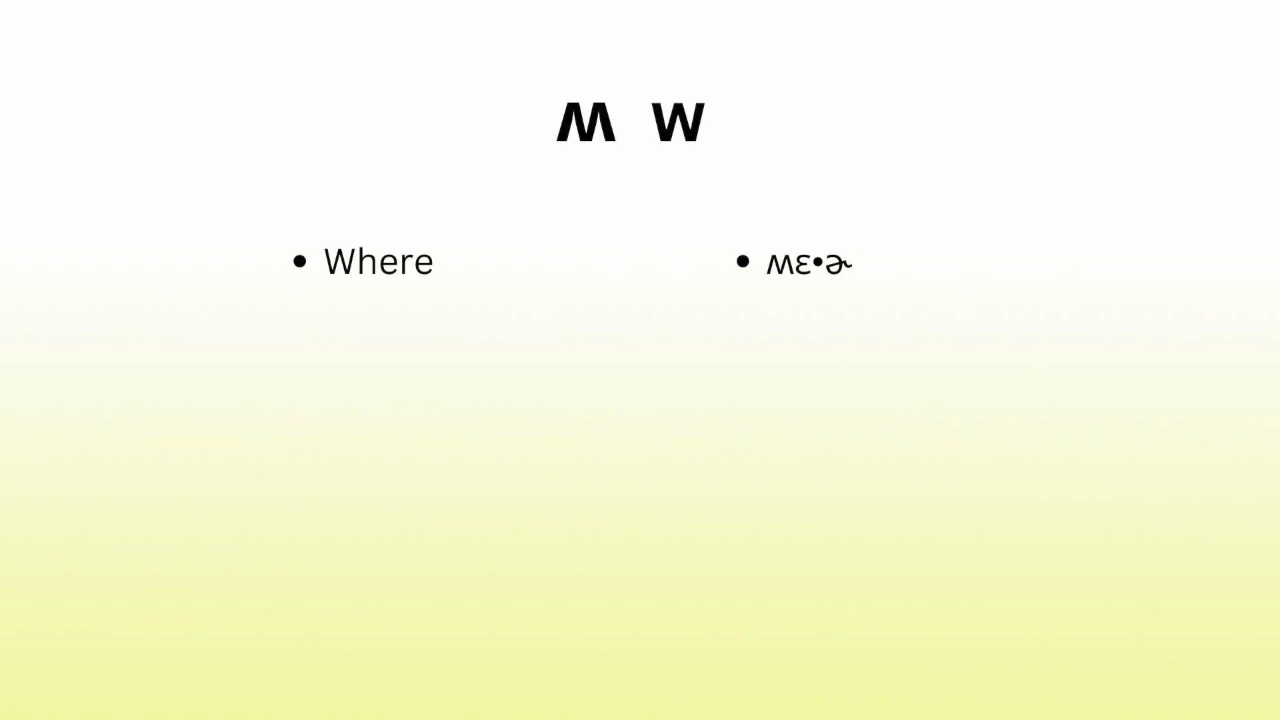 ʍ w
• Where
• ʍɛ•ɚ